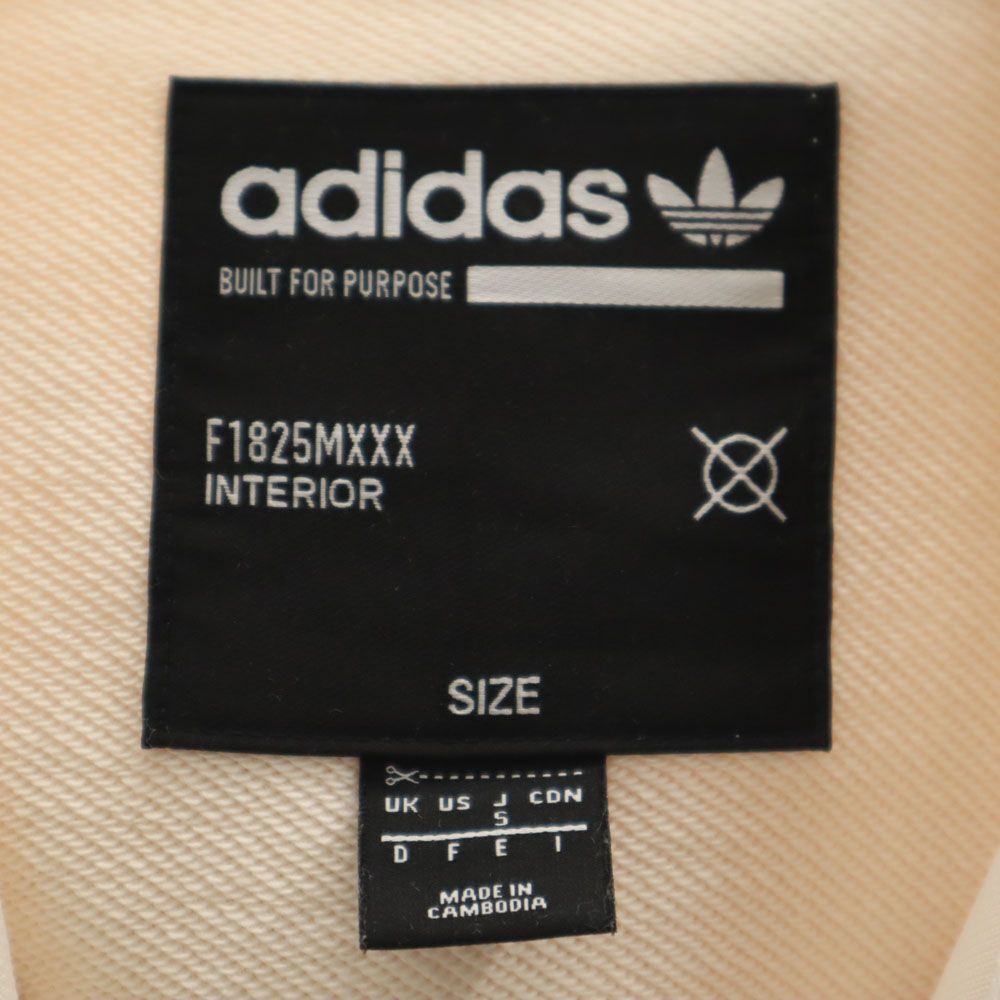 adidas
BUILT FOR PURPOSE
F1825MXXX
INTERIOR
SIZE
UK US J CDN
S
D F E I
MADE IN
CAMBODIA